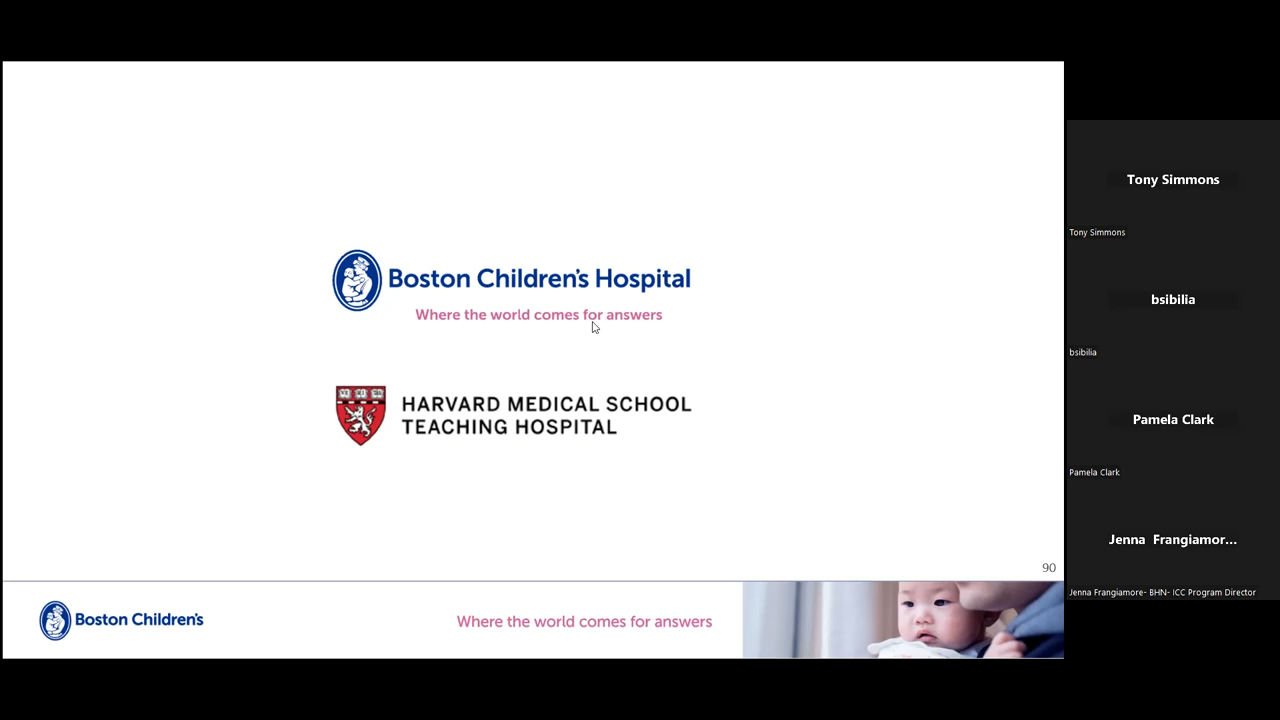 Boston Children's Hospital
Where the world comes for answers
HARVARD MEDICAL SCHOOL
TEACHING HOSPITAL
90
Boston Children's
Where the world comes for answers
Tony Simmons
Tony Simmons
bsibilia
bsibilia
Pamela Clark
Pamela Clark
Jenna Frangiamor...
Jenna Frangiamore- BHN- ICC Program Director